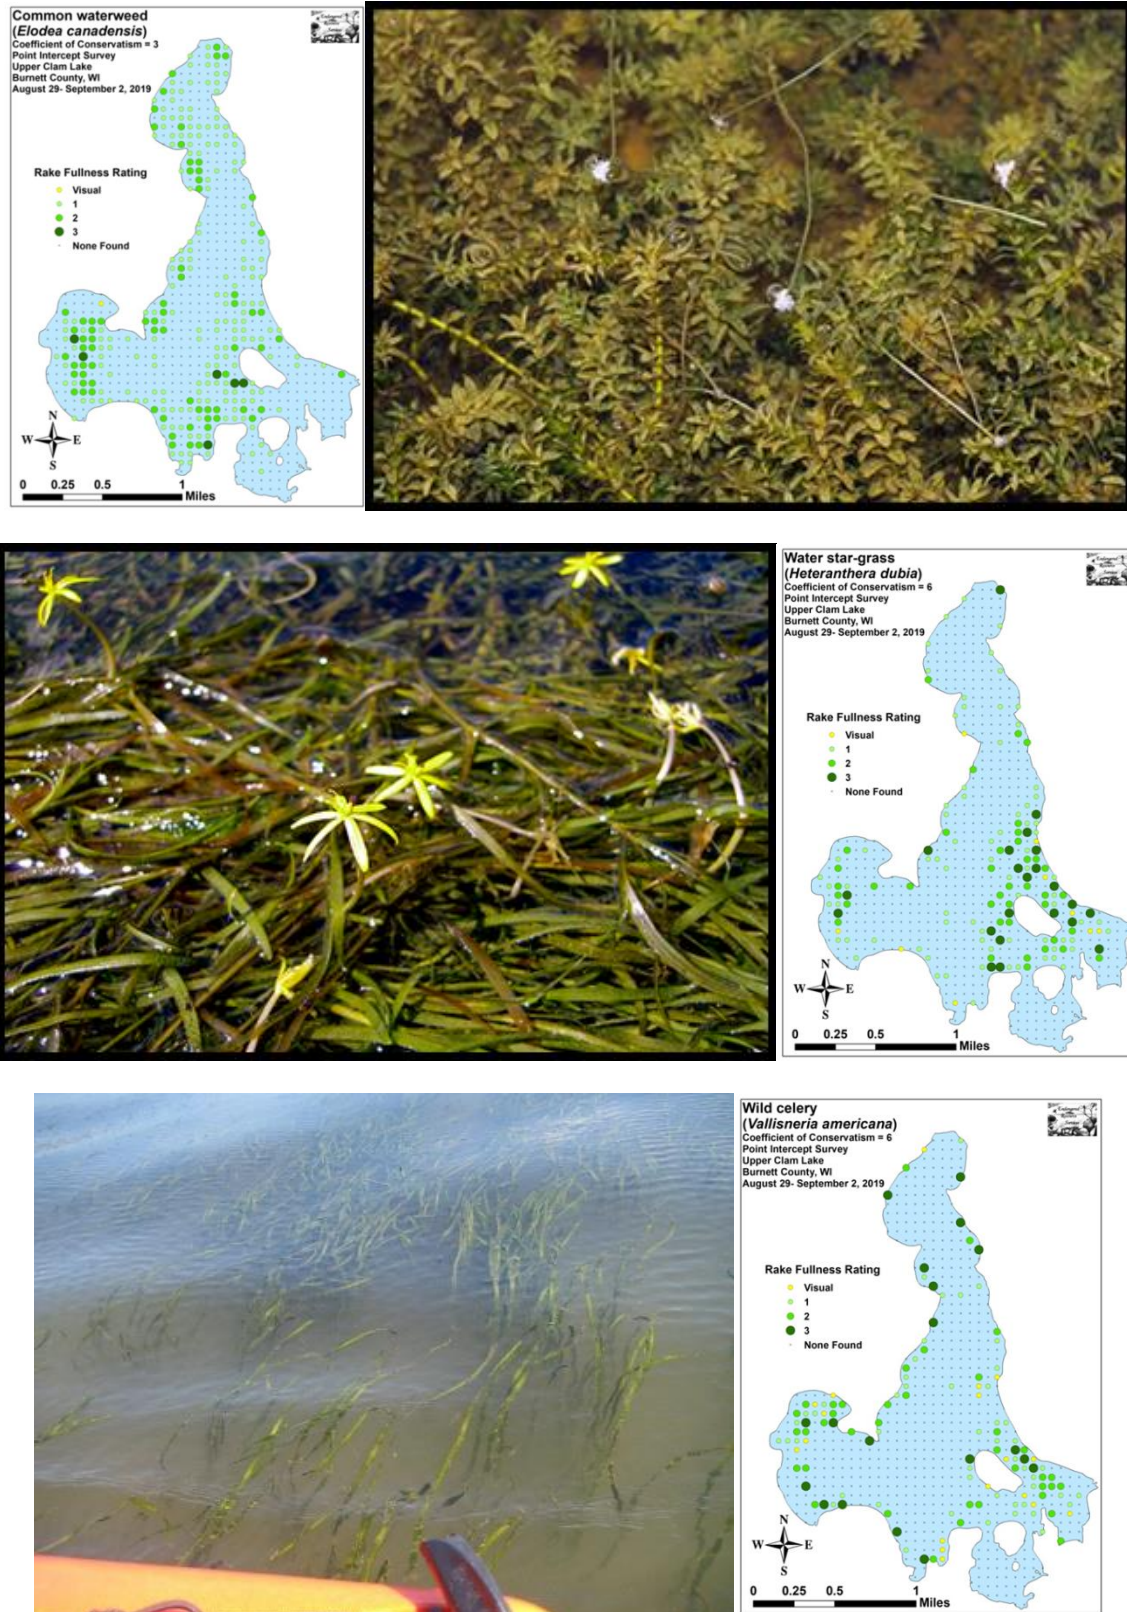 Common waterweed
(Elodea canadensis)
Coefficient of Conservatism = 3
Point Intercept Survey
Upper Clam Lake
Burnett County, WI
August 29- September 2, 2019
Rake Fullness Rating
Visual
1
2
3
None Found
N
W E
S
0 0.25 0.5 1
Miles
Water star-grass
(Heteranthera dubia)
Coefficient of Conservatism = 6
Point Intercept Survey
Upper Clam Lake
Burnett County, WI
August 29- September 2, 2019
Rake Fullness Rating
Visual
1
2
3
None Found
N
W E
S
0 0.25 0.5 1
Miles
Wild celery
(Vallisneria americana)
Coefficient of Conservatism = 6
Point Intercept Survey
Upper Clam Lake
Burnett County, WI
August 29- September 2, 2019
Rake Fullness Rating
Visual
1
2
3
None Found
N
W E
S
0 0.25 0.5 1
Miles